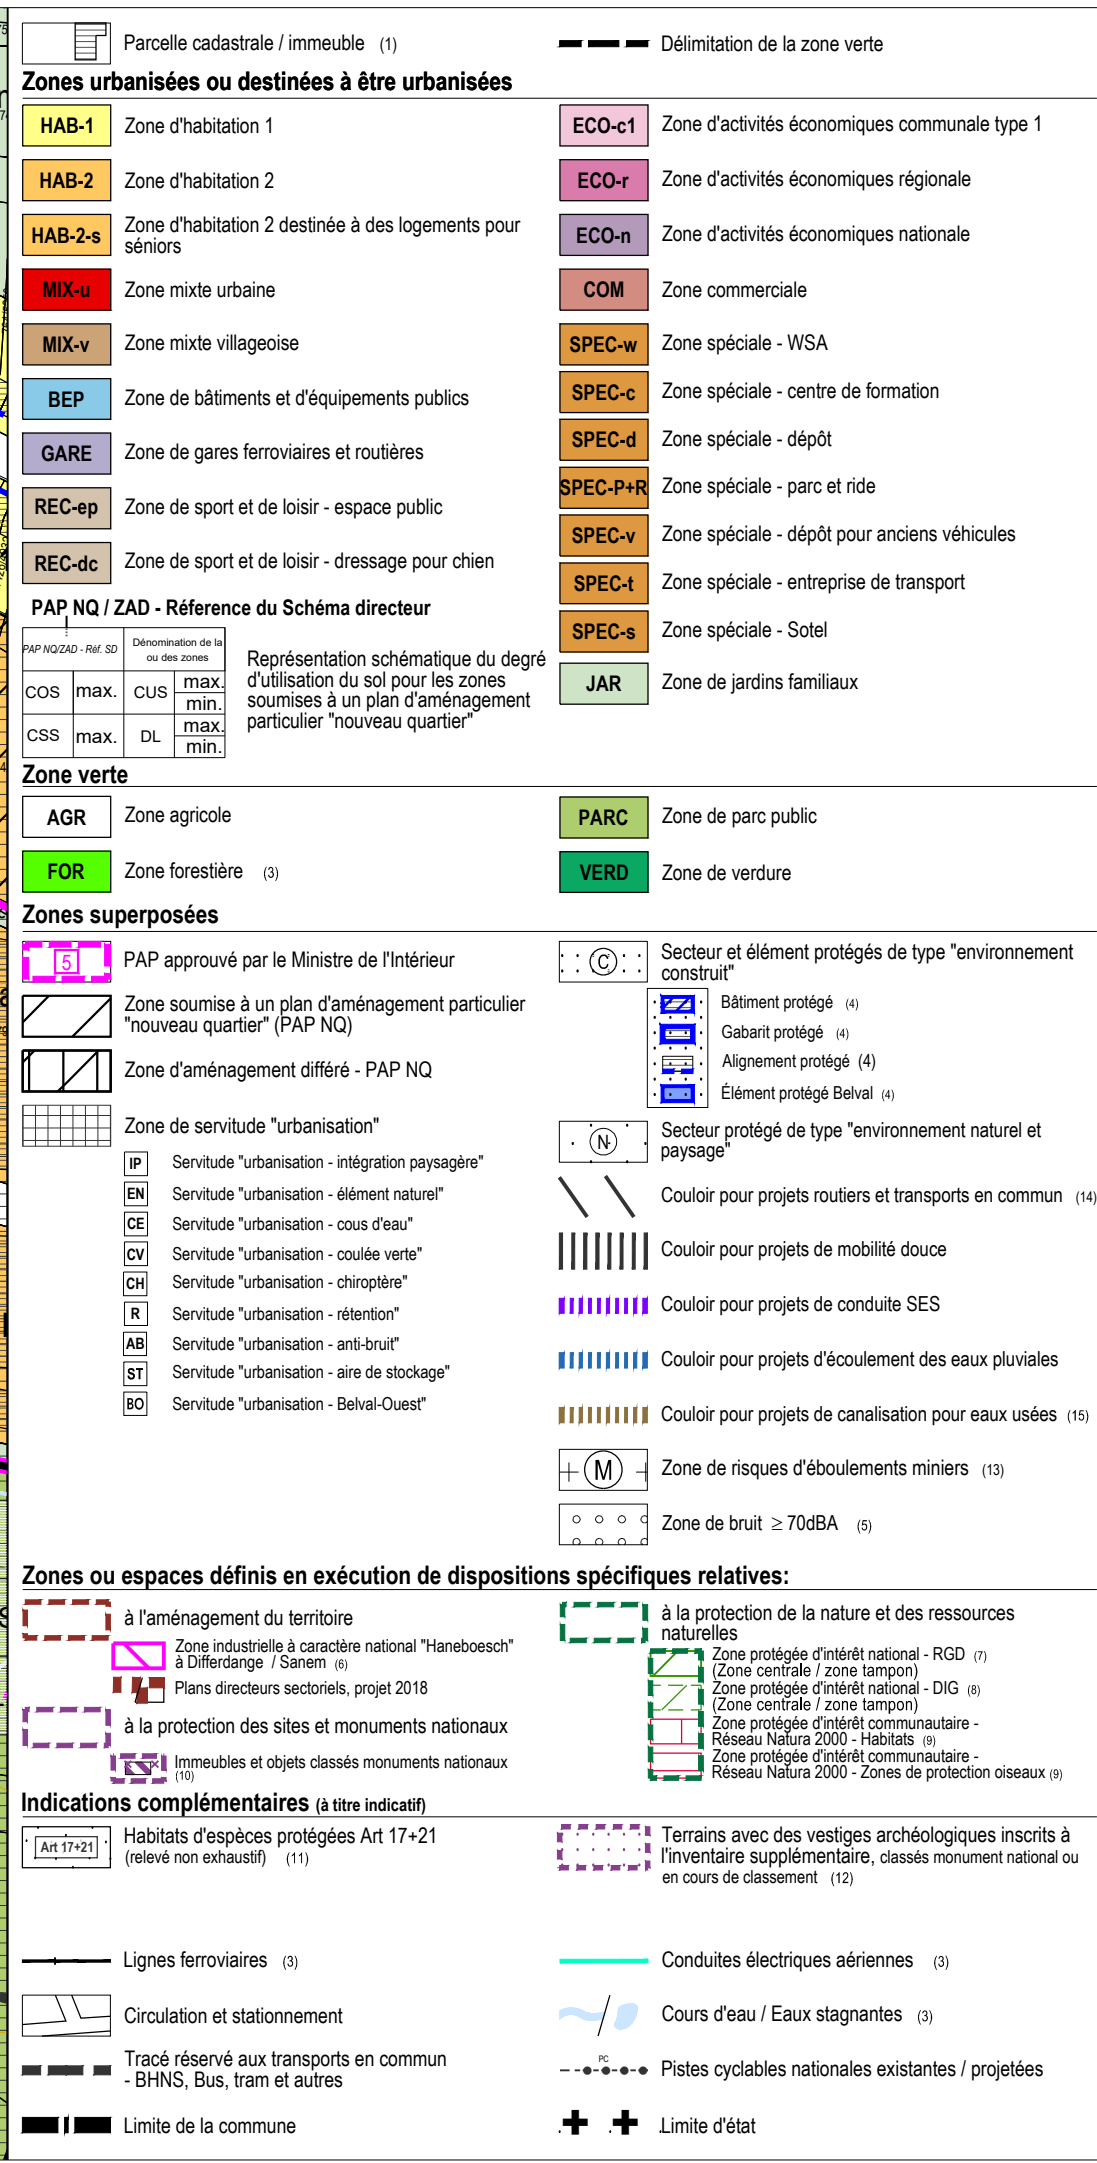 Parcelle cadastrale / immeuble (1)
Délimitation de la zone verte
Zones urbanisées ou destinées à être urbanisées
HAB-1 Zone d'habitation 1
HAB-2 Zone d'habitation 2
HAB-2-s Zone d'habitation 2 destinée à des logements pour
séniors
MIX-u Zone mixte urbaine
MIX-v Zone mixte villageoise
BEP Zone de bâtiments et d'équipements publics
GARE Zone de gares ferroviaires et routières
REC-ep Zone de sport et de loisir - espace public
REC-dc Zone de sport et de loisir - dressage pour chien
ECO-c1 Zone d'activités économiques communale type 1
ECO-r Zone d'activités économiques régionale
ECO-n Zone d'activités économiques nationale
COM Zone commerciale
SPEC-w Zone spéciale - WSA
SPEC-c Zone spéciale - centre de formation
SPEC-d Zone spéciale - dépôt
SPEC-P+R Zone spéciale - parc et ride
SPEC-v Zone spéciale - dépôt pour anciens véhicules
SPEC-t Zone spéciale - entreprise de transport
SPEC-s Zone spéciale - Sotel
JAR Zone de jardins familiaux
PAP NQ / ZAD - Réference du Schéma directeur
PAP NQ/ZAD - Réf. SD
Dénomination de la
ou des zones
COS max. CUS max.
min.
CSS max. DL max.
min.
Représentation schématique du degré
d'utilisation du sol pour les zones
soumises à un plan d'aménagement
particulier "nouveau quartier"
Zone verte
AGR Zone agricole
FOR Zone forestière (3)
PARC Zone de parc public
VERD Zone de verdure
Zones superposées
5 PAP approuvé par le Ministre de l'Intérieur
Zone soumise à un plan d'aménagement particulier
"nouveau quartier" (PAP NQ)
Zone d'aménagement différé - PAP NQ
Zone de servitude "urbanisation"
IP Servitude "urbanisation - intégration paysagère"
EN Servitude "urbanisation - élément naturel"
CE Servitude "urbanisation - cous d'eau"
CV Servitude "urbanisation - coulée verte"
CH Servitude "urbanisation - chiroptère"
R Servitude "urbanisation - rétention"
AB Servitude "urbanisation - anti-bruit"
ST Servitude "urbanisation - aire de stockage"
BO Servitude "urbanisation - Belval-Ouest"
C Secteur et élément protégés de type "environnement
construit"
Bâtiment protégé (4)
Gabarit protégé (4)
Alignement protégé (4)
Élément protégé Belval (4)
N Secteur protégé de type "environnement naturel et
paysage"
Couloir pour projets routiers et transports en commun (14)
Couloir pour projets de mobilité douce
Couloir pour projets de conduite SES
Couloir pour projets d'écoulement des eaux pluviales
Couloir pour projets de canalisation pour eaux usées (15)
M Zone de risques d'éboulements miniers (13)
Zone de bruit ≥ 70dBA (5)
Zones ou espaces définis en exécution de dispositions spécifiques relatives:
à l'aménagement du territoire
Zone industrielle à caractère national "Haneboesch"
à Differdange / Sanem (6)
Plans directeurs sectoriels, projet 2018
à la protection des sites et monuments nationaux
Immeubles et objets classés monuments nationaux
(10)
à la protection de la nature et des ressources
naturelles
Zone protégée d'intérêt national - RGD (7)
(Zone centrale / zone tampon)
Zone protégée d'intérêt national - DIG (8)
(Zone centrale / zone tampon)
Zone protégée d'intérêt communautaire -
Réseau Natura 2000 - Habitats (9)
Zone protégée d'intérêt communautaire -
Réseau Natura 2000 - Zones de protection oiseaux (9)
Indications complémentaires (à titre indicatif)
Art 17+21 Habitats d'espèces protégées Art 17+21
(relevé non exhaustif) (11)
Terrains avec des vestiges archéologiques inscrits à
l'inventaire supplémentaire, classés monument national ou
en cours de classement (12)
Lignes ferroviaires (3)
Conduites électriques aériennes (3)
Circulation et stationnement
Cours d'eau / Eaux stagnantes (3)
Tracé réservé aux transports en commun
- BHNS, Bus, tram et autres
PC Pistes cyclables nationales existantes / projetées
Limite de la commune
Limite d'état